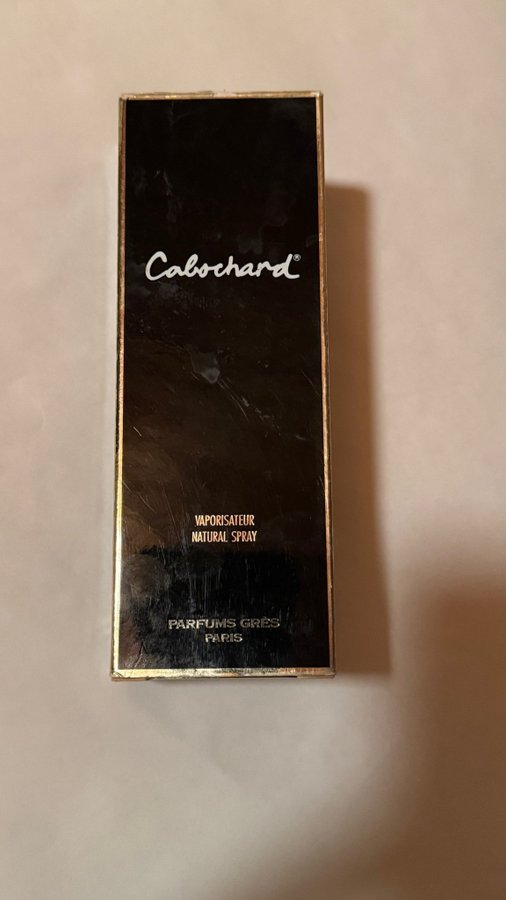 Cabochard®
VAPORISATEUR
NATURAL SPRAY
PARFUMS GRÈS
PARIS